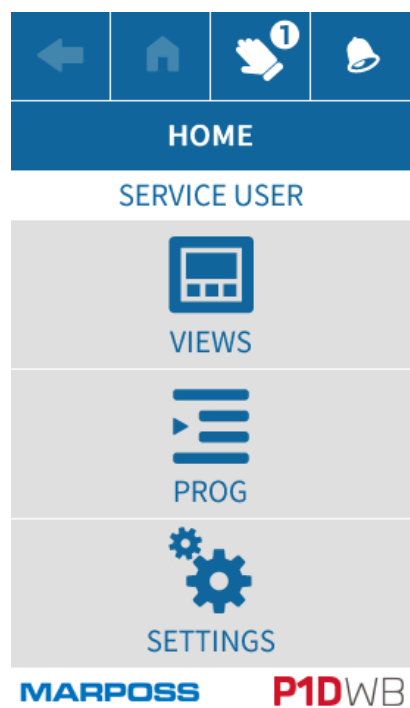 1
HOME
SERVICE USER
VIEWS
PROG
SETTINGS
MARPOSS P1DWB